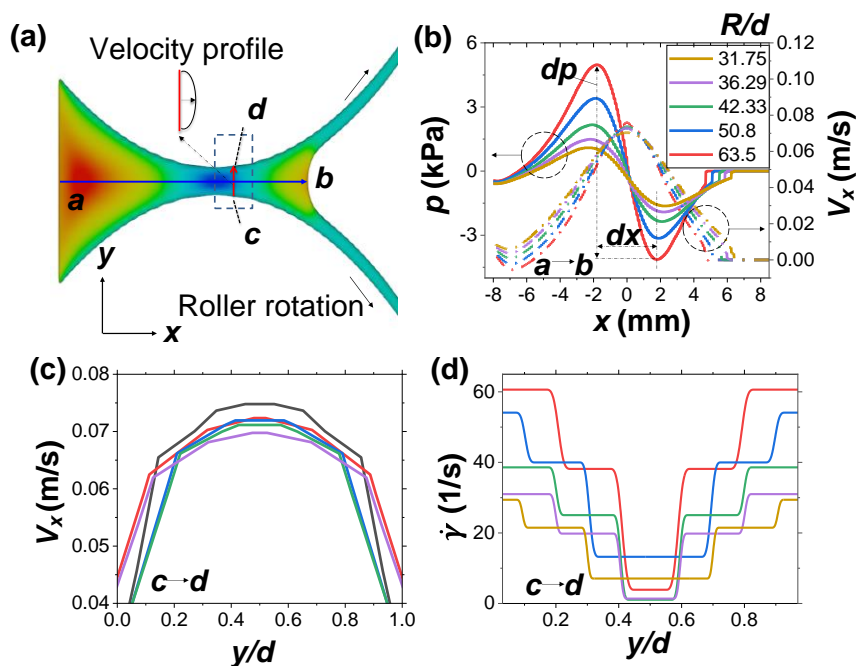 (a)
Velocity profile
d
a
b
c
y
x
Roller rotation
(b)
R/d
p (kPa)
6
3
0
-3
dp
dx
a→b
31.75
36.29
42.33
50.8
63.5
0.12
0.10
0.08
0.06
0.04
0.02
0.00
Vx (m/s)
-8 -6 -4 -2 0 2 4 6 8
x (mm)
(c)
Vx (m/s)
0.08
0.07
0.06
0.05
0.04
c→d
0.0 0.2 0.4 0.6 0.8 1.0
y/d
(d)
γ̇ (1/s)
60
40
20
0
c→d
0.2 0.4 0.6 0.8
y/d